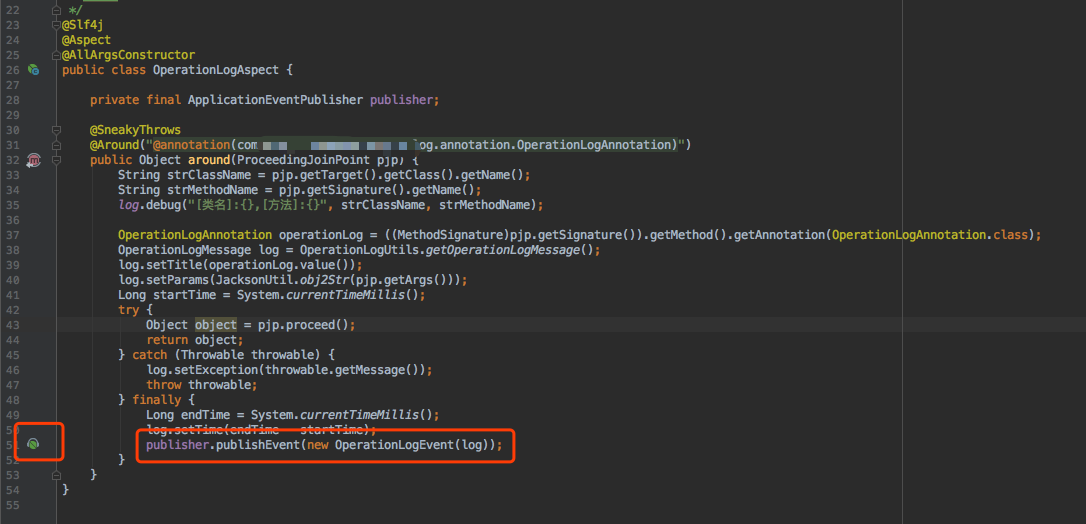 22 */
23 @Slf4j
24 @Aspect
25 @AllArgsConstructor
26 public class OperationLogAspect {
27
28 private final ApplicationEventPublisher publisher;
29
30 @SneakyThrows
31 @Around("@annotation(com log.annotation.OperationLogAnnotation)")
32 public Object around(ProceedingJoinPoint pjp) {
33 String strClassName = pjp.getTarget().getClass().getName();
34 String strMethodName = pjp.getSignature().getName();
35 log.debug("[类名]:{},[方法]:{}", strClassName, strMethodName);
36
37 OperationLogAnnotation operationLog = ((MethodSignature)pjp.getSignature()).getMethod().getAnnotation(OperationLogAnnotation.class);
38 OperationLogMessage log = OperationLogUtils.getOperationLogMessage();
39 log.setTitle(operationLog.value());
40 log.setParams(JacksonUtil.obj2Str(pjp.getArgs()));
41 Long startTime = System.currentTimeMillis();
42 try {
43 Object object = pjp.proceed();
44 return object;
45 } catch (Throwable throwable) {
46 log.setException(throwable.getMessage());
47 throw throwable;
48 } finally {
49 Long endTime = System.currentTimeMillis();
50 log.setTime(endTime - startTime);
51 publisher.publishEvent(new OperationLogEvent(log));
52 }
53 }
54 }
55